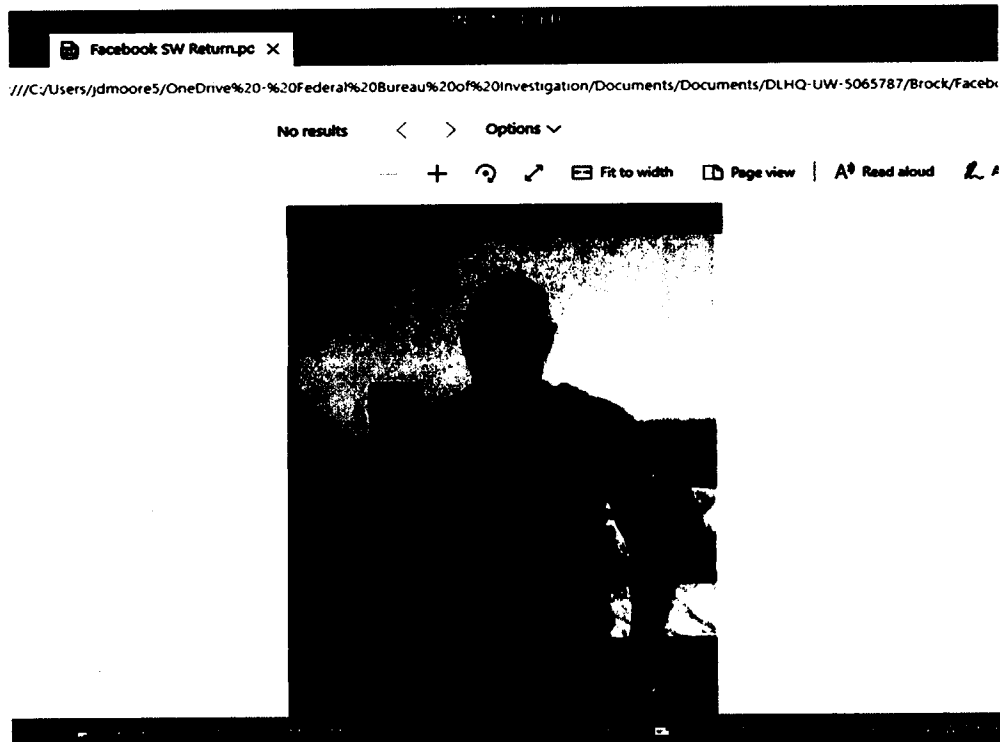 Facebook SW Return.pc ×
:///C:/Users/jdmoore5/OneDrive%20-%20Federal%20Bureau%20of%20Investigation/Documents/Documents/DLHQ-UW-5065787/Brock/Facebo
No results < > Options
— + Fit to width Page view | A Read aloud A